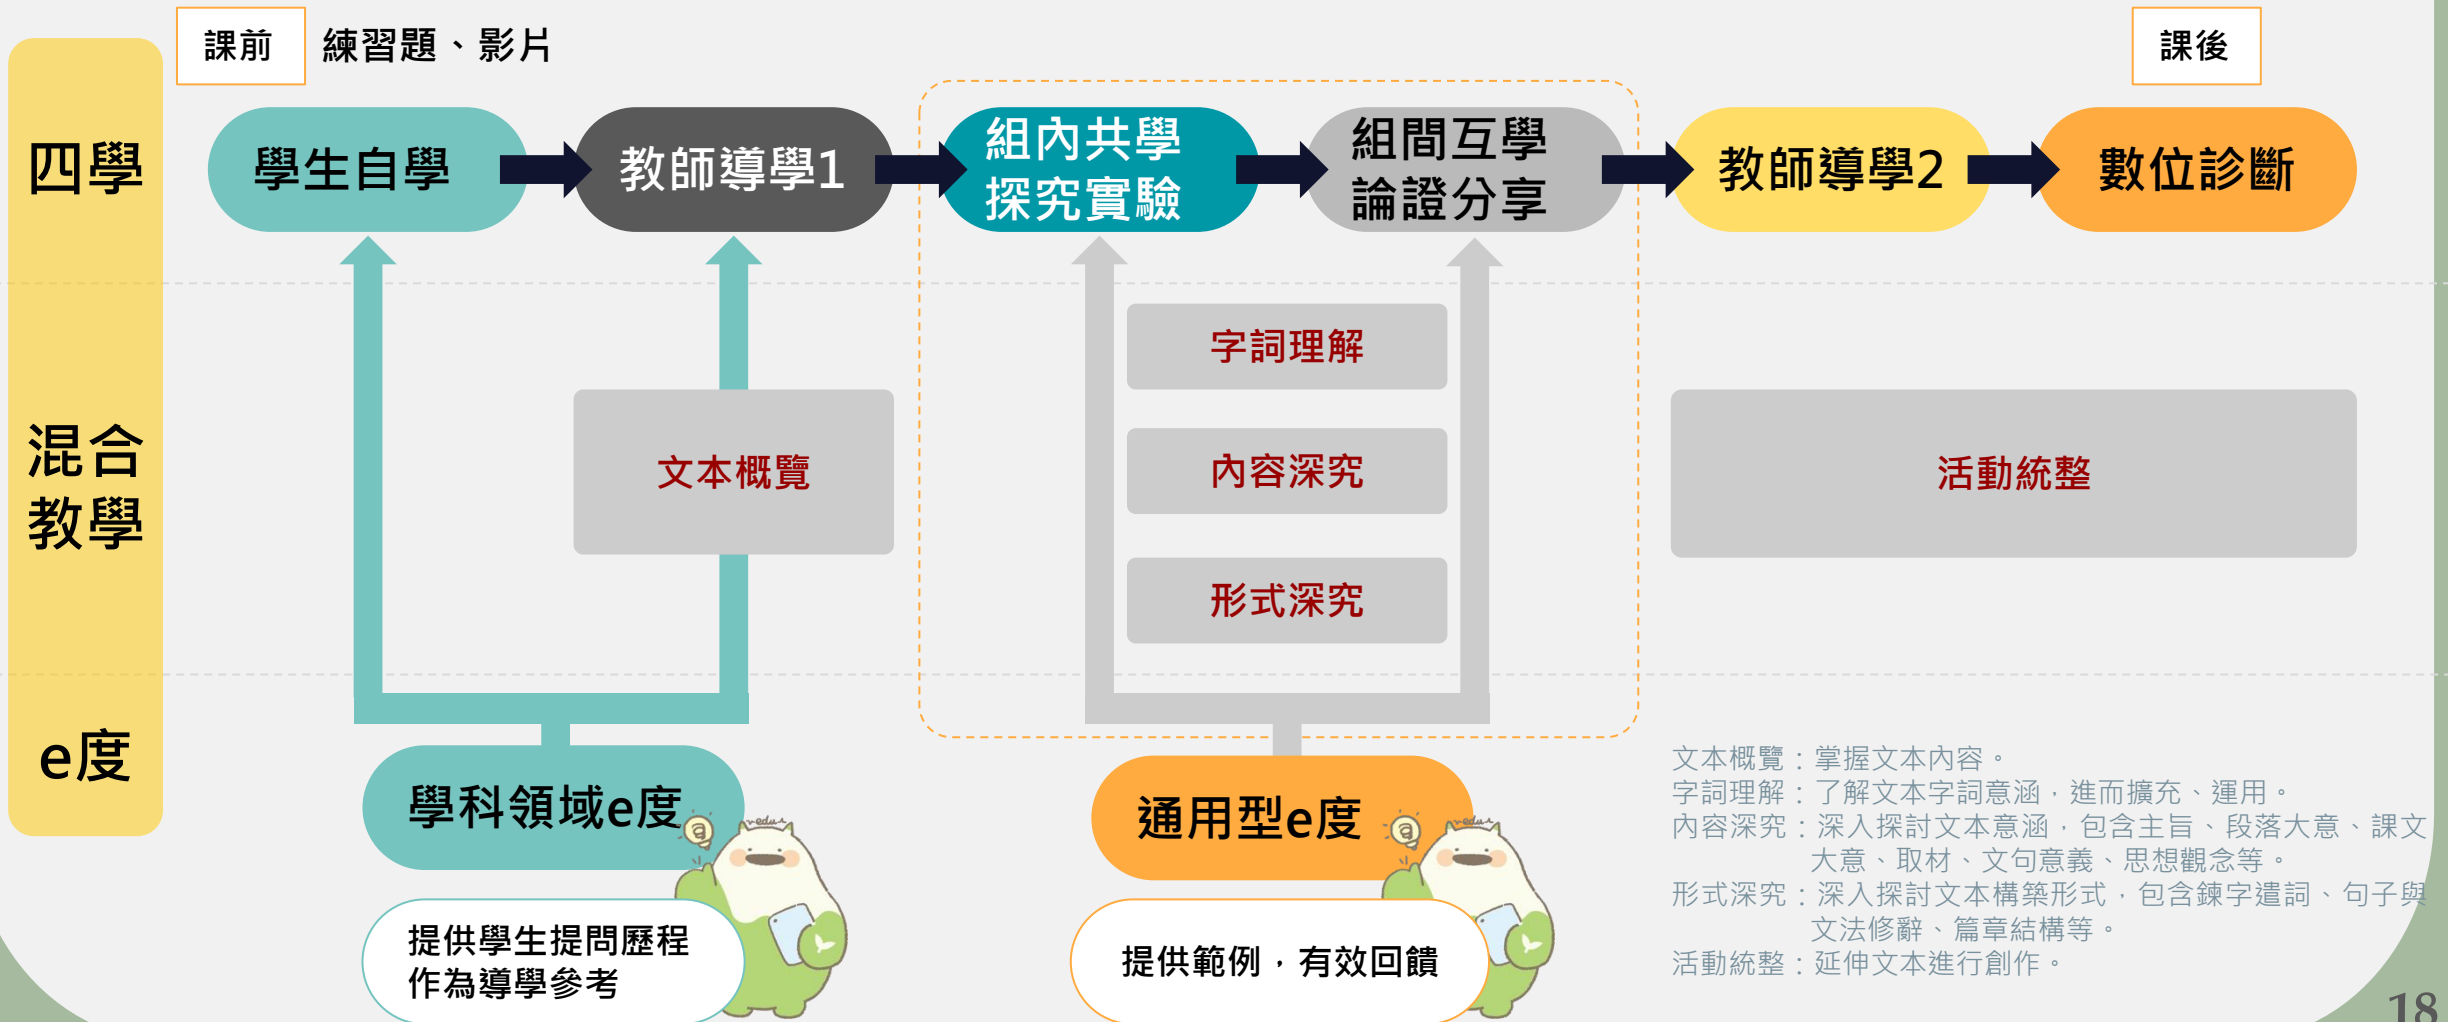 課前
練習題、影片
課後
四學
學生自學
教師導學1
組內共學
探究實驗
組間互學
論證分享
教師導學2
數位診斷
混合
教學
文本概覽
字詞理解
內容深究
形式深究
活動統整
e度
學科領域e度
提供學生提問歷程
作為導學參考
通用型e度
提供範例，有效回饋
文本概覽：掌握文本內容。
字詞理解：了解文本字詞意涵，進而擴充、運用。
內容深究：深入探討文本意涵，包含主旨、段落大意、課文
大意、取材、文句意義、思想觀念等。
形式深究：深入探討文本構築形式，包含鍊字遣詞、句子與
文法修辭、篇章結構等。
活動統整：延伸文本進行創作。
18